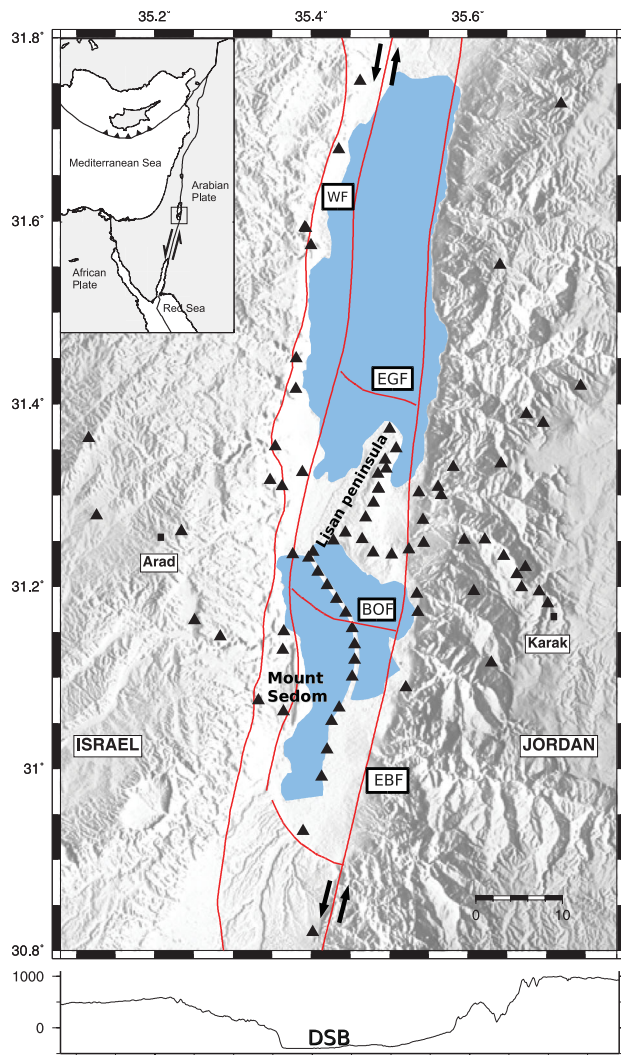 35.2˚
35.4˚
35.6˚
31.8˚
31.6˚
31.4˚
31.2˚
31˚
30.8˚
Mediterranean Sea
Arabian
Plate
African
Plate
Red Sea
WF
EGF
Lisan peninsula
Arad
BOF
Karak
Mount
Sedom
ISRAEL
JORDAN
EBF
0
10
1000
0
DSB